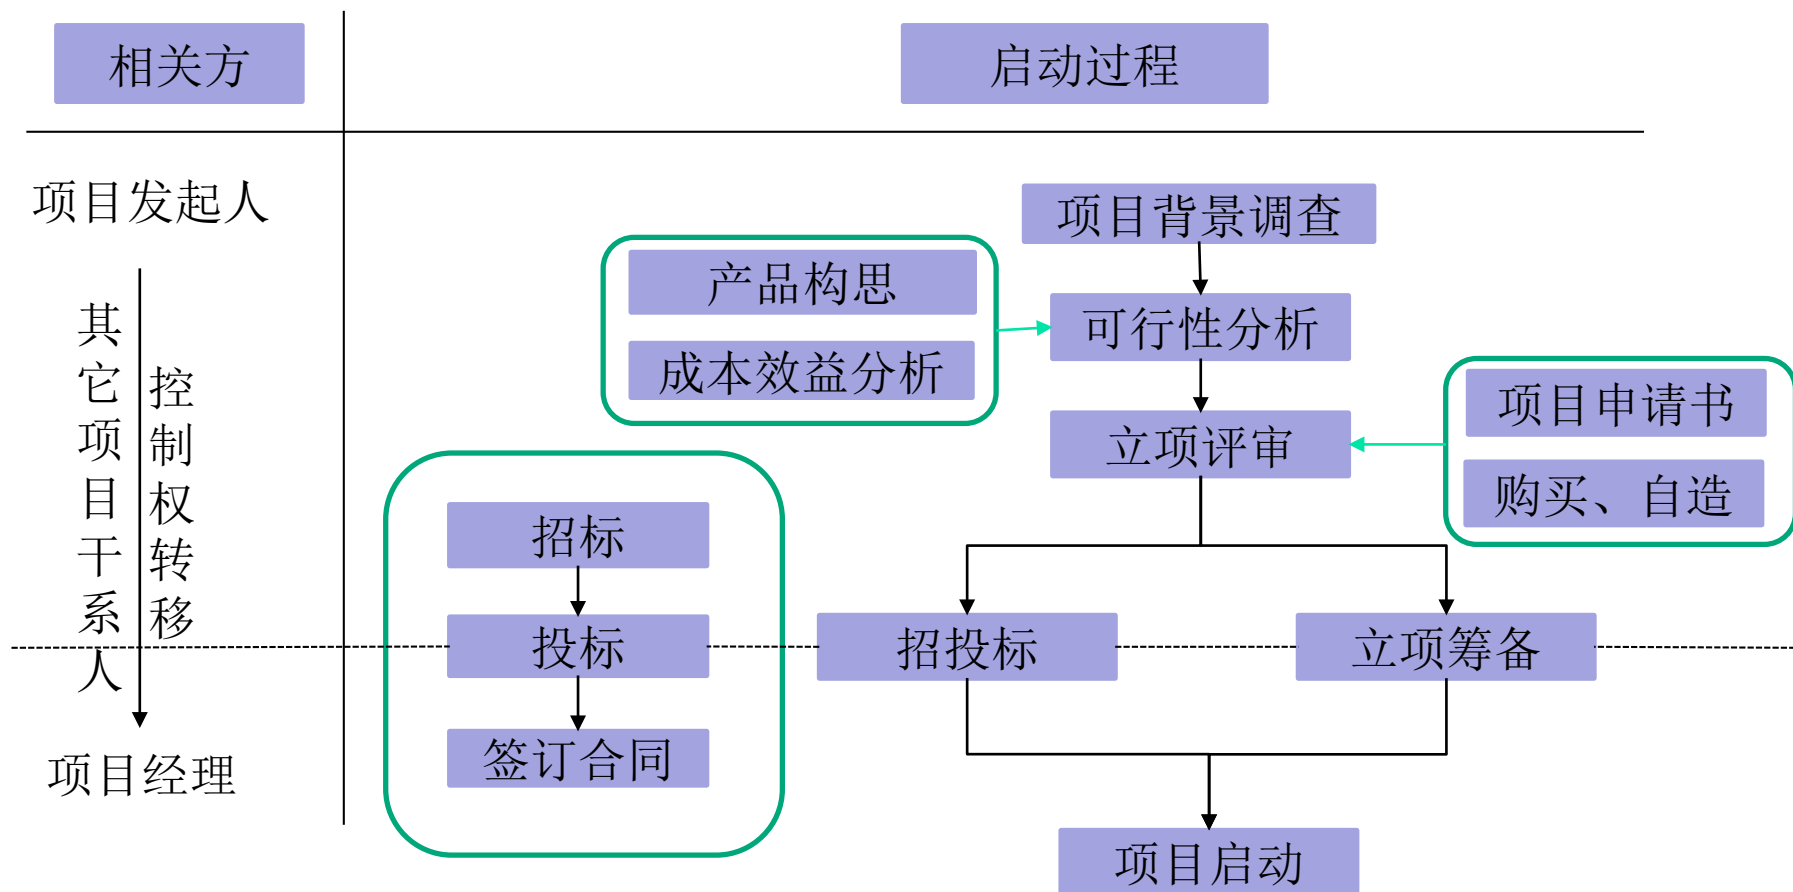 相关方
启动过程
项目发起人
其它项目干系人
控制权转移
项目经理
项目背景调查
产品构思
成本效益分析
可行性分析
立项评审
项目申请书
购买、自造
招标
投标
签订合同
招投标
立项筹备
项目启动